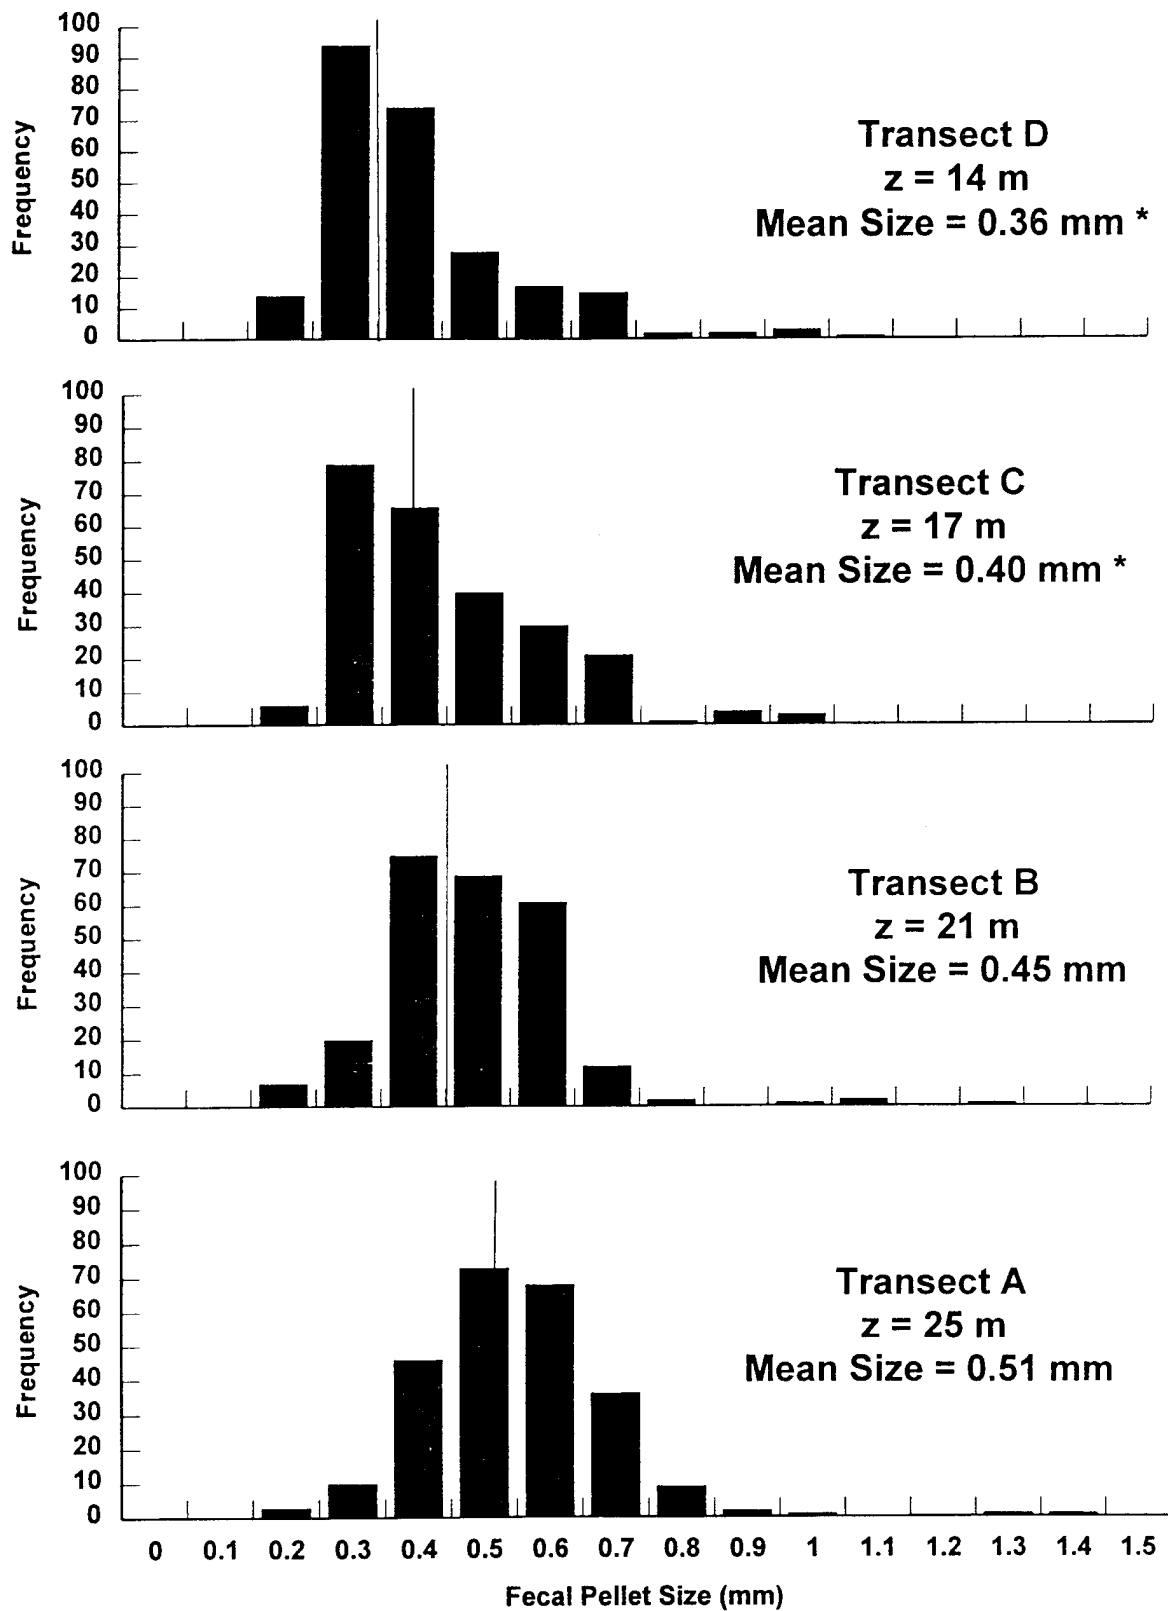 100
90
80
70
60
50
40
30
20
10
0
Frequency
Transect D
z = 14 m
Mean Size = 0.36 mm *
100
90
80
70
60
50
40
30
20
10
0
Frequency
Transect C
z = 17 m
Mean Size = 0.40 mm *
100
90
80
70
60
50
40
30
20
10
0
Frequency
Transect B
z = 21 m
Mean Size = 0.45 mm
100
90
80
70
60
50
40
30
20
10
0
Frequency
Transect A
z = 25 m
Mean Size = 0.51 mm
0 0.1 0.2 0.3 0.4 0.5 0.6 0.7 0.8 0.9 1 1.1 1.2 1.3 1.4 1.5
Fecal Pellet Size (mm)